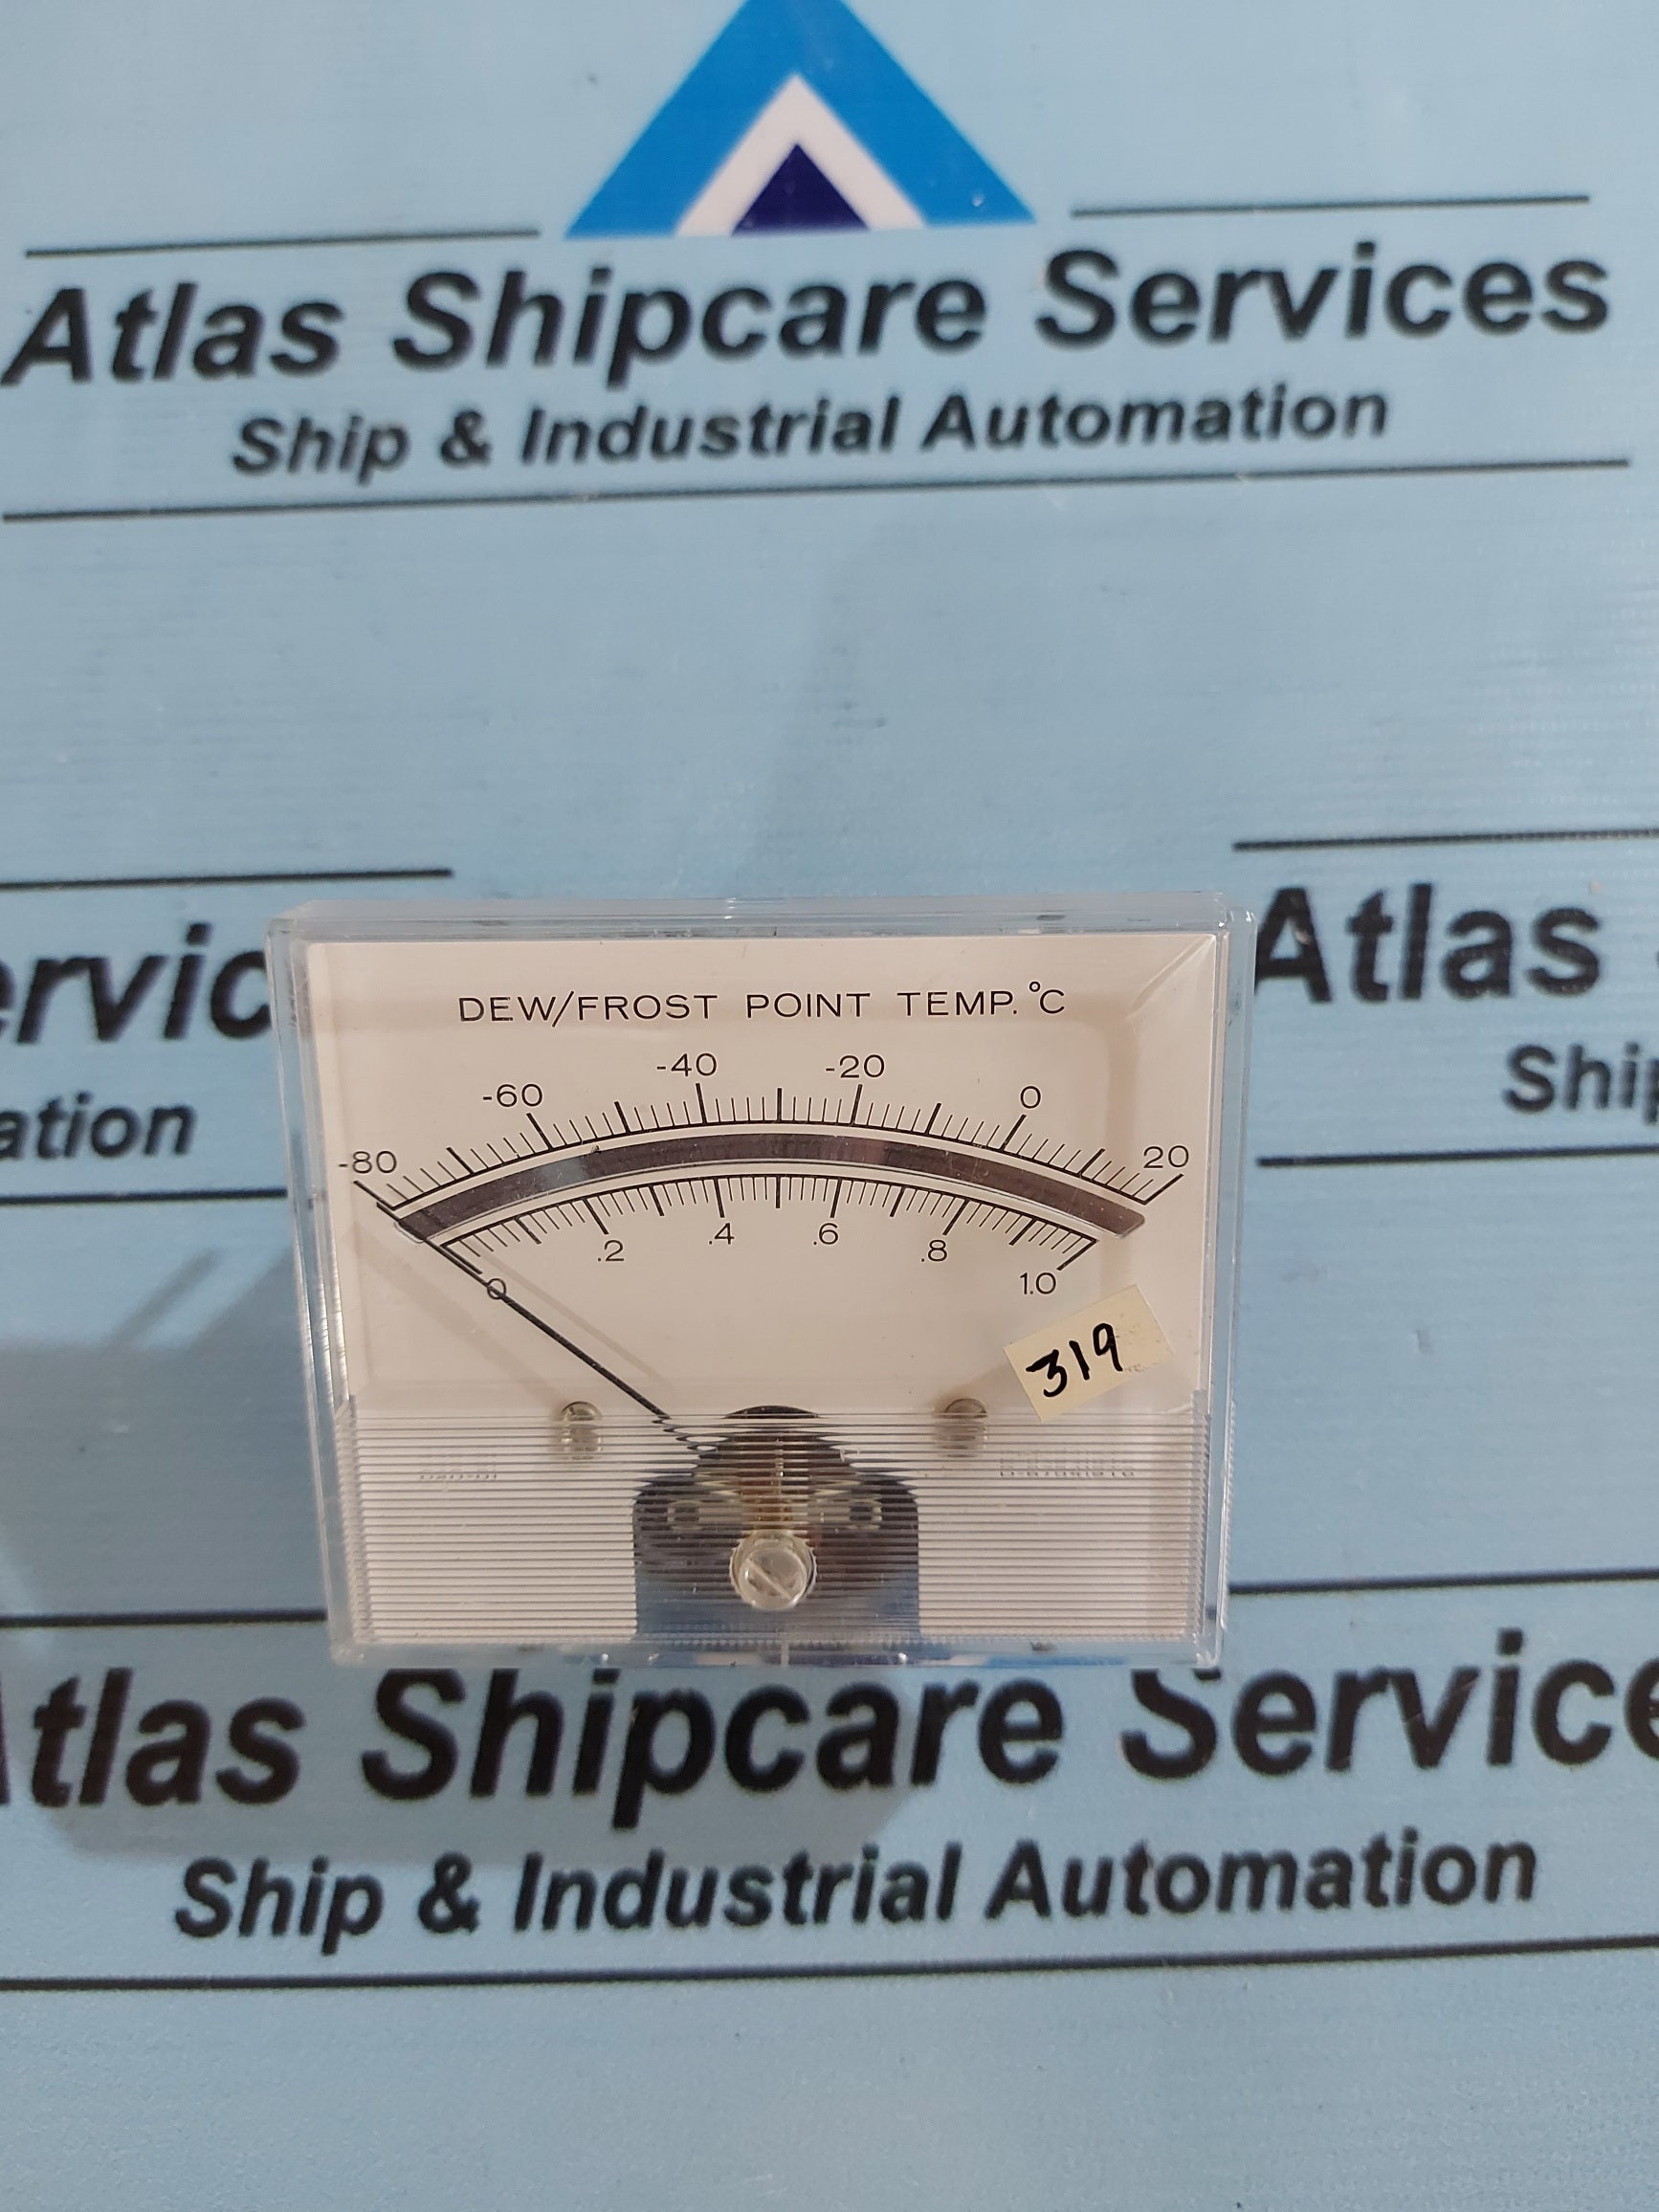 Atlas Shipcare Services
Ship & Industrial Automation
ervic
Atlas
ation
Ship
DEW/FROST POINT TEMP. °C
-80 -60 -40 -20 0 20
0 .2 .4 .6 .8 1.0
319
tlas Shipcare Service
Ship & Industrial Automation